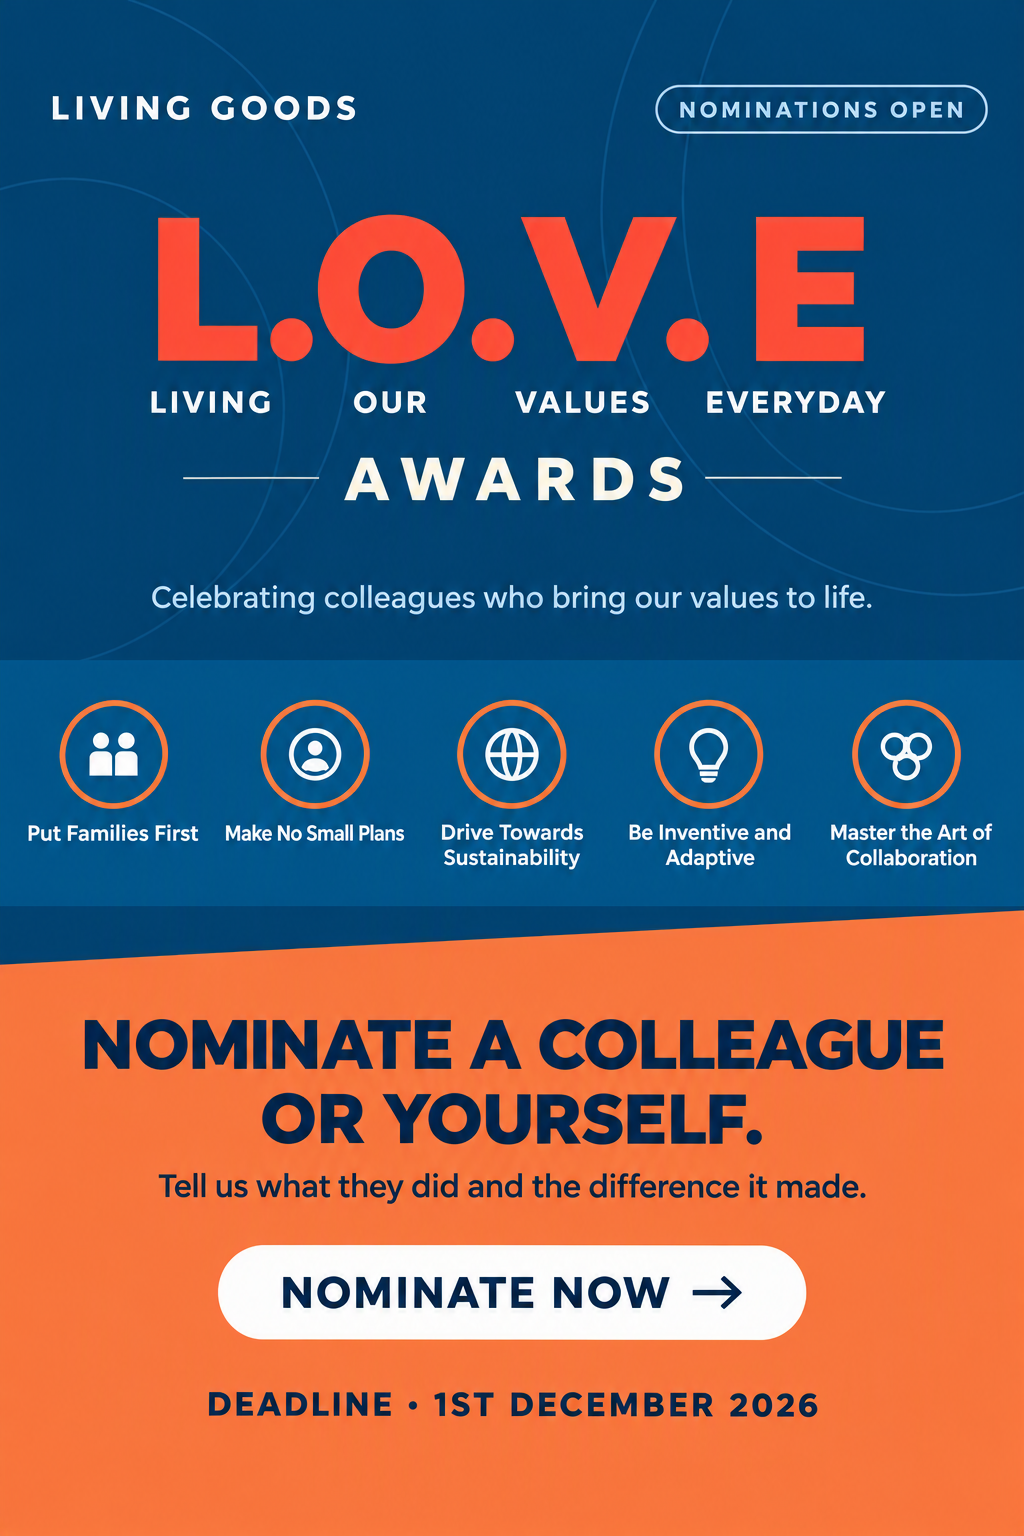 LIVING GOODS
NOMINATIONS OPEN
L.O.V.E
LIVING OUR VALUES EVERYDAY
AWARDS
Celebrating colleagues who bring our values to life.
Put Families First
Make No Small Plans
Drive Towards
Sustainability
Be Inventive and
Adaptive
Master the Art of
Collaboration
NOMINATE A COLLEAGUE
OR YOURSELF.
Tell us what they did and the difference it made.
NOMINATE NOW →
DEADLINE • 1ST DECEMBER 2026